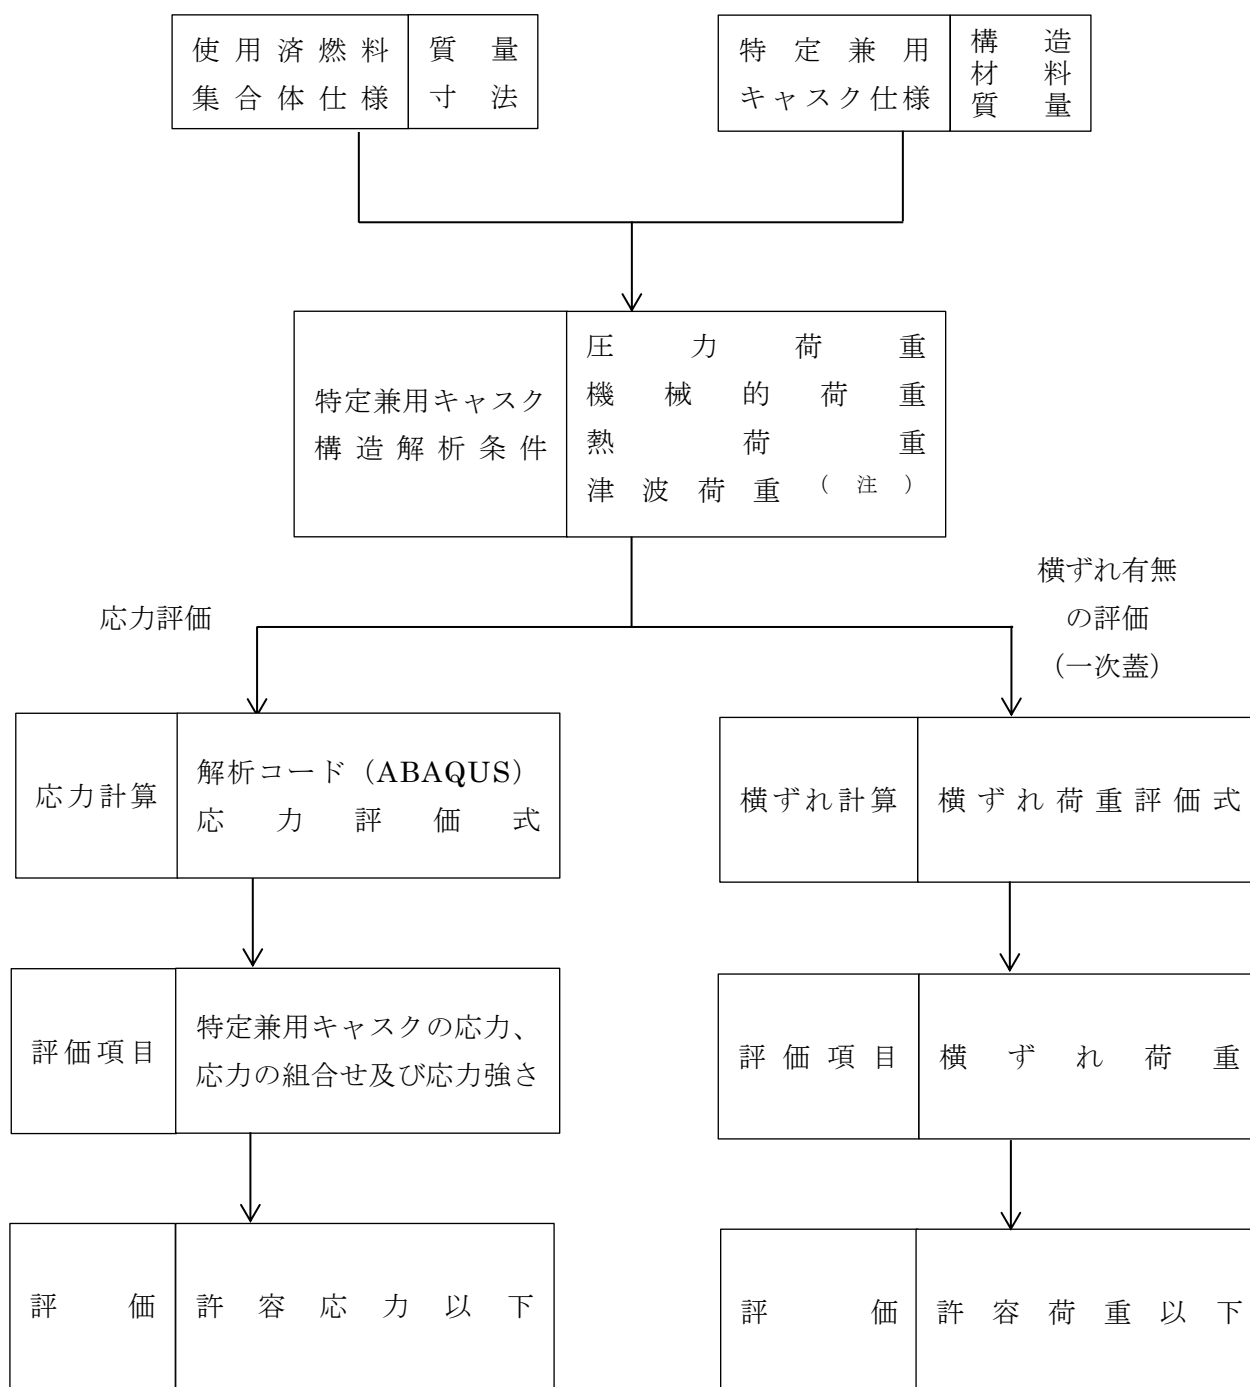 使用済燃料
集合体仕様
質量
寸法
特定兼用
キャスク仕様
構造
材料
質量
特定兼用キャスク
構造解析条件
圧力荷重
機械的荷重
熱荷重
津波荷重(注)
応力評価
横ずれ有無
の評価
(一次蓋)
応力計算
解析コード(ABAQUS)
応力評価式
横ずれ計算
横ずれ荷重評価式
評価項目
特定兼用キャスクの応力、
応力の組合せ及び応力強さ
評価項目
横ずれ荷重
評価
許容応力以下
評価
許容荷重以下